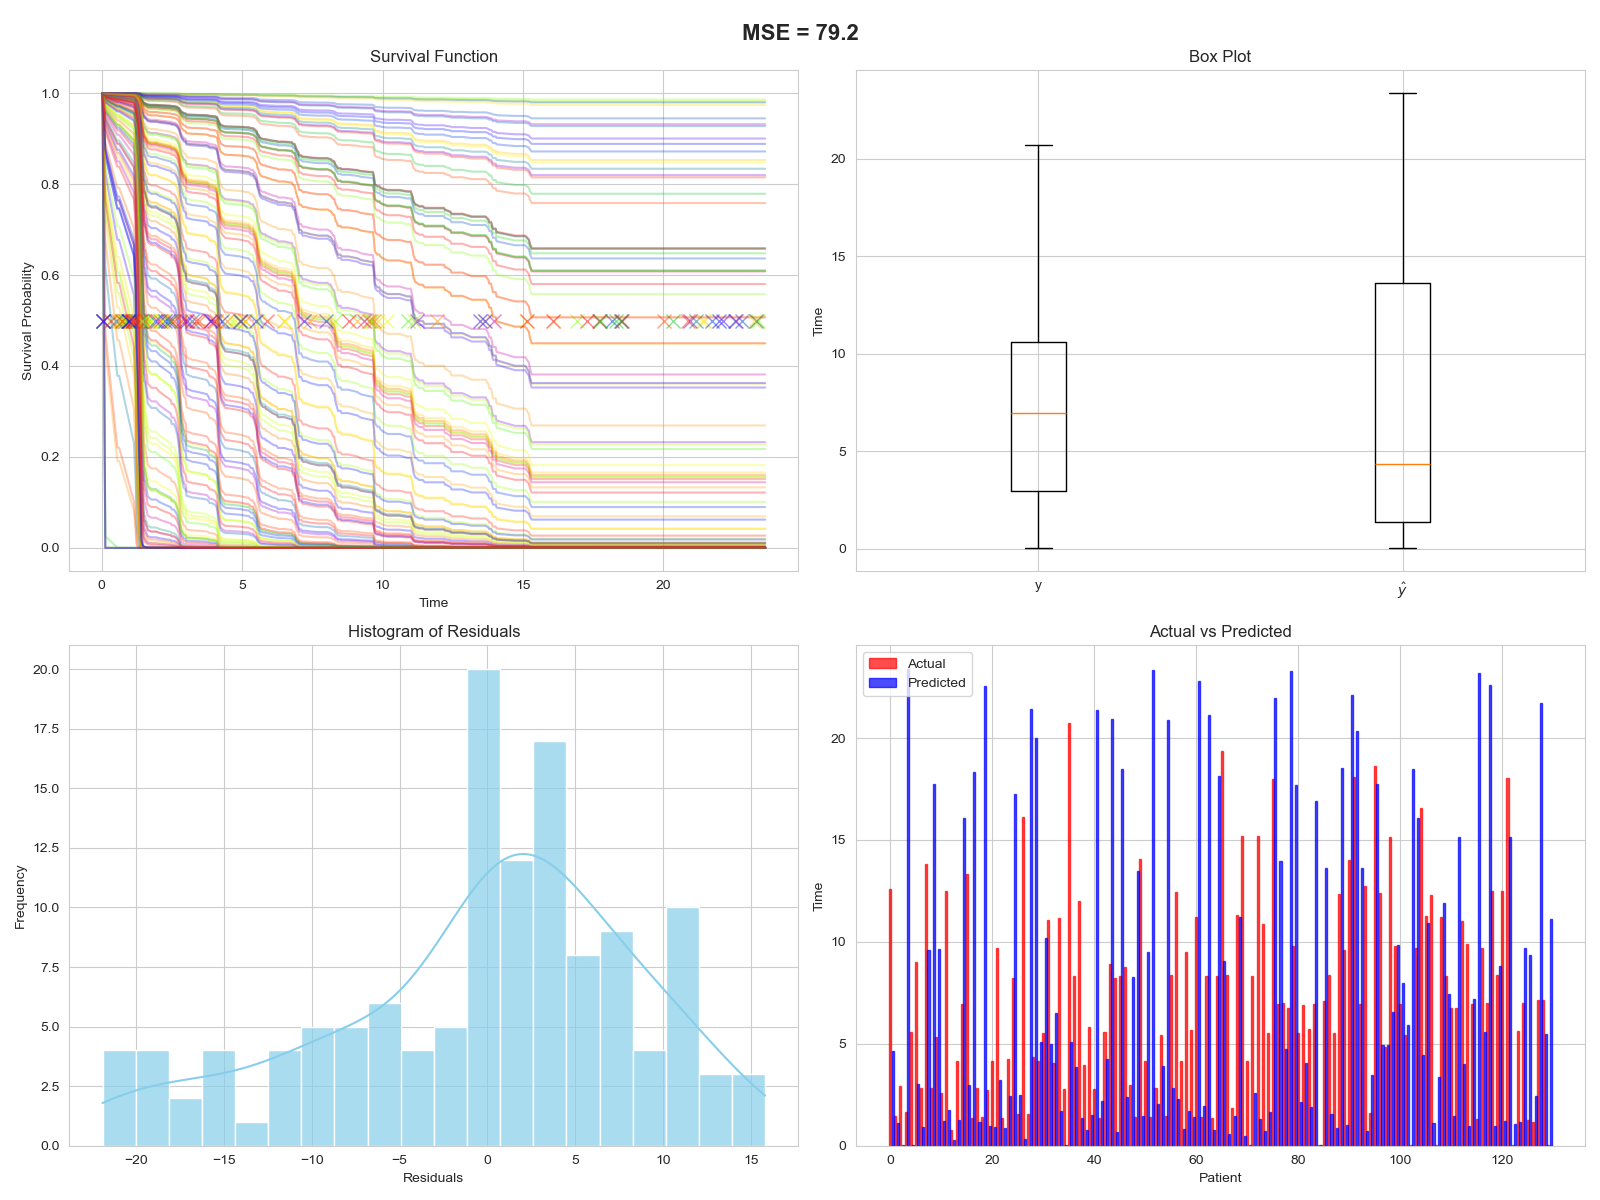 MSE = 79.2
Survival Function
1.0
0.8
0.6
0.4
0.2
0.0
Survival Probability
0 5 10 15 20
Time
Box Plot
20
15
10
5
0
Time
y ŷ
Histogram of Residuals
20.0
17.5
15.0
12.5
10.0
7.5
5.0
2.5
0.0
Frequency
−20 −15 −10 −5 0 5 10 15
Residuals
Actual vs Predicted
Actual
Predicted
20
15
10
5
0
Time
0 20 40 60 80 100 120
Patient